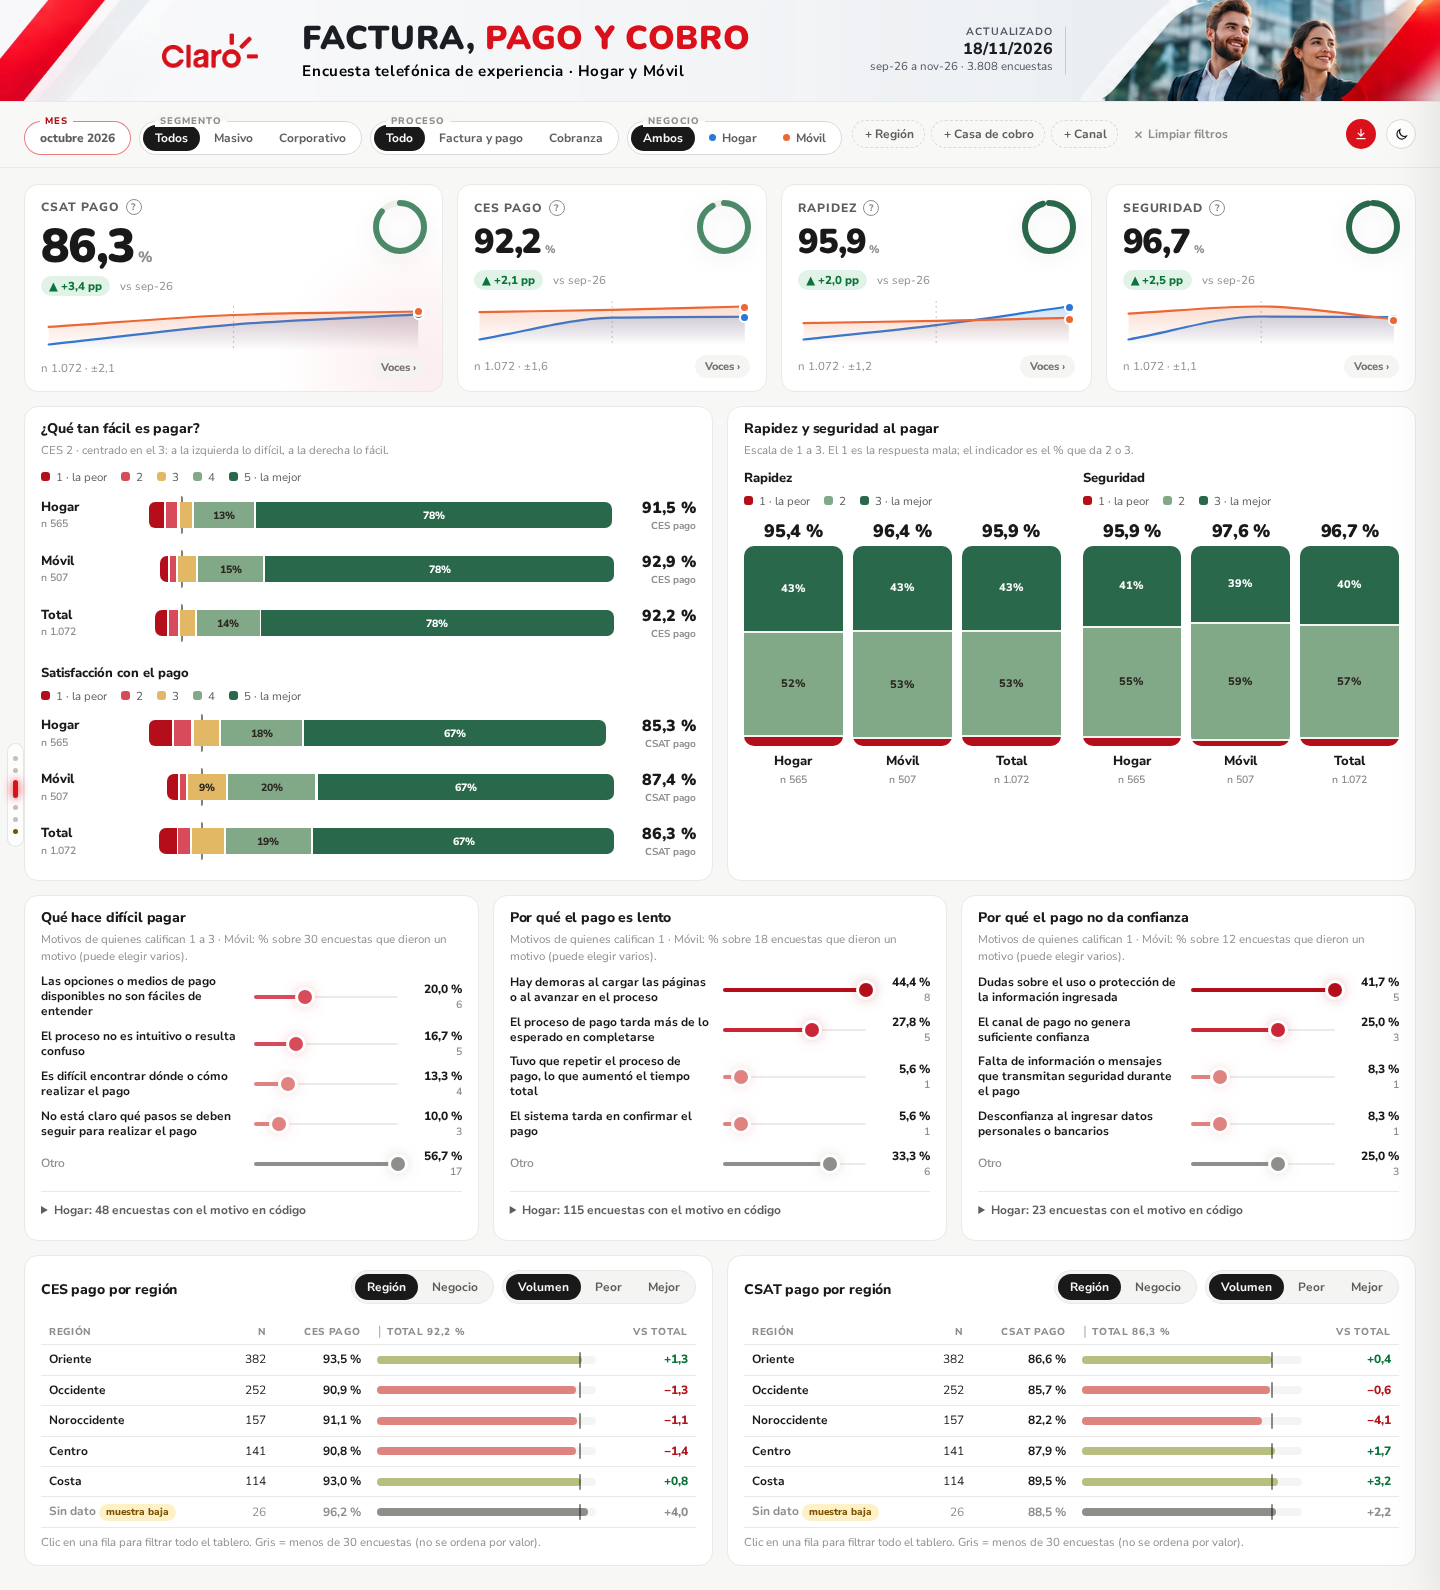 Claro
FACTURA, PAGO Y COBRO
Encuesta telefónica de experiencia · Hogar y Móvil
ACTUALIZADO
18/11/2026
sep-26 a nov-26 · 3.808 encuestas
MES
octubre 2026
SEGMENTO
Todos Masivo Corporativo
PROCESO
Todo Factura y pago Cobranza
NEGOCIO
Ambos Hogar Móvil
+ Región + Casa de cobro + Canal × Limpiar filtros
CSAT PAGO ?
86,3 %
▲ +3,4 pp vs sep-26
n 1.072 · ±2,1 Voces ›
CES PAGO ?
92,2 %
▲ +2,1 pp vs sep-26
n 1.072 · ±1,6 Voces ›
RAPIDEZ ?
95,9 %
▲ +2,0 pp vs sep-26
n 1.072 · ±1,2 Voces ›
SEGURIDAD ?
96,7 %
▲ +2,5 pp vs sep-26
n 1.072 · ±1,1 Voces ›
¿Qué tan fácil es pagar?
CES 2 · centrado en el 3: a la izquierda lo difícil, a la derecha lo fácil.
1 · la peor 2 3 4 5 · la mejor
Hogar 13% 78% 91,5 %
n 565 CES pago
Móvil 15% 78% 92,9 %
n 507 CES pago
Total 14% 78% 92,2 %
n 1.072 CES pago
Satisfacción con el pago
1 · la peor 2 3 4 5 · la mejor
Hogar 18% 67% 85,3 %
n 565 CSAT pago
Móvil 9% 20% 67% 87,4 %
n 507 CSAT pago
Total 19% 67% 86,3 %
n 1.072 CSAT pago
Rapidez y seguridad al pagar
Escala de 1 a 3. El 1 es la respuesta mala; el indicador es el % que da 2 o 3.
Rapidez
1 · la peor 2 3 · la mejor
95,4 % 96,4 % 95,9 %
43% 43% 43%
52% 53% 53%
Hogar Móvil Total
n 565 n 507 n 1.072
Seguridad
1 · la peor 2 3 · la mejor
95,9 % 97,6 % 96,7 %
41% 39% 40%
55% 59% 57%
Hogar Móvil Total
n 565 n 507 n 1.072
Qué hace difícil pagar
Motivos de quienes califican 1 a 3 · Móvil: % sobre 30 encuestas que dieron un
motivo (puede elegir varios).
Las opciones o medios de pago
disponibles no son fáciles de
entender
20,0 %
6
El proceso no es intuitivo o resulta
confuso
16,7 %
5
Es difícil encontrar dónde o cómo
realizar el pago
13,3 %
4
No está claro qué pasos se deben
seguir para realizar el pago
10,0 %
3
Otro
56,7 %
17
▶ Hogar: 48 encuestas con el motivo en código
Por qué el pago es lento
Motivos de quienes califican 1 · Móvil: % sobre 18 encuestas que dieron un
motivo (puede elegir varios).
Hay demoras al cargar las páginas
o al avanzar en el proceso
44,4 %
8
El proceso de pago tarda más de lo
esperado en completarse
27,8 %
5
Tuvo que repetir el proceso de
pago, lo que aumentó el tiempo
total
5,6 %
1
El sistema tarda en confirmar el
pago
5,6 %
1
Otro
33,3 %
6
▶ Hogar: 115 encuestas con el motivo en código
Por qué el pago no da confianza
Motivos de quienes califican 1 · Móvil: % sobre 12 encuestas que dieron un
motivo (puede elegir varios).
Dudas sobre el uso o protección de
la información ingresada
41,7 %
5
El canal de pago no genera
suficiente confianza
25,0 %
3
Falta de información o mensajes
que transmitan seguridad durante
el pago
8,3 %
1
Desconfianza al ingresar datos
personales o bancarios
8,3 %
1
Otro
25,0 %
3
▶ Hogar: 23 encuestas con el motivo en código
CES pago por región
Región Negocio Volumen Peor Mejor
REGIÓN N CES PAGO TOTAL 92,2 % VS TOTAL
Oriente 382 93,5 % +1,3
Occidente 252 90,9 % −1,3
Noroccidente 157 91,1 % −1,1
Centro 141 90,8 % −1,4
Costa 114 93,0 % +0,8
Sin dato muestra baja 26 96,2 % +4,0
Clic en una fila para filtrar todo el tablero. Gris = menos de 30 encuestas (no se ordena por valor).
CSAT pago por región
Región Negocio Volumen Peor Mejor
REGIÓN N CSAT PAGO TOTAL 86,3 % VS TOTAL
Oriente 382 86,6 % +0,4
Occidente 252 85,7 % −0,6
Noroccidente 157 82,2 % −4,1
Centro 141 87,9 % +1,7
Costa 114 89,5 % +3,2
Sin dato muestra baja 26 88,5 % +2,2
Clic en una fila para filtrar todo el tablero. Gris = menos de 30 encuestas (no se ordena por valor).